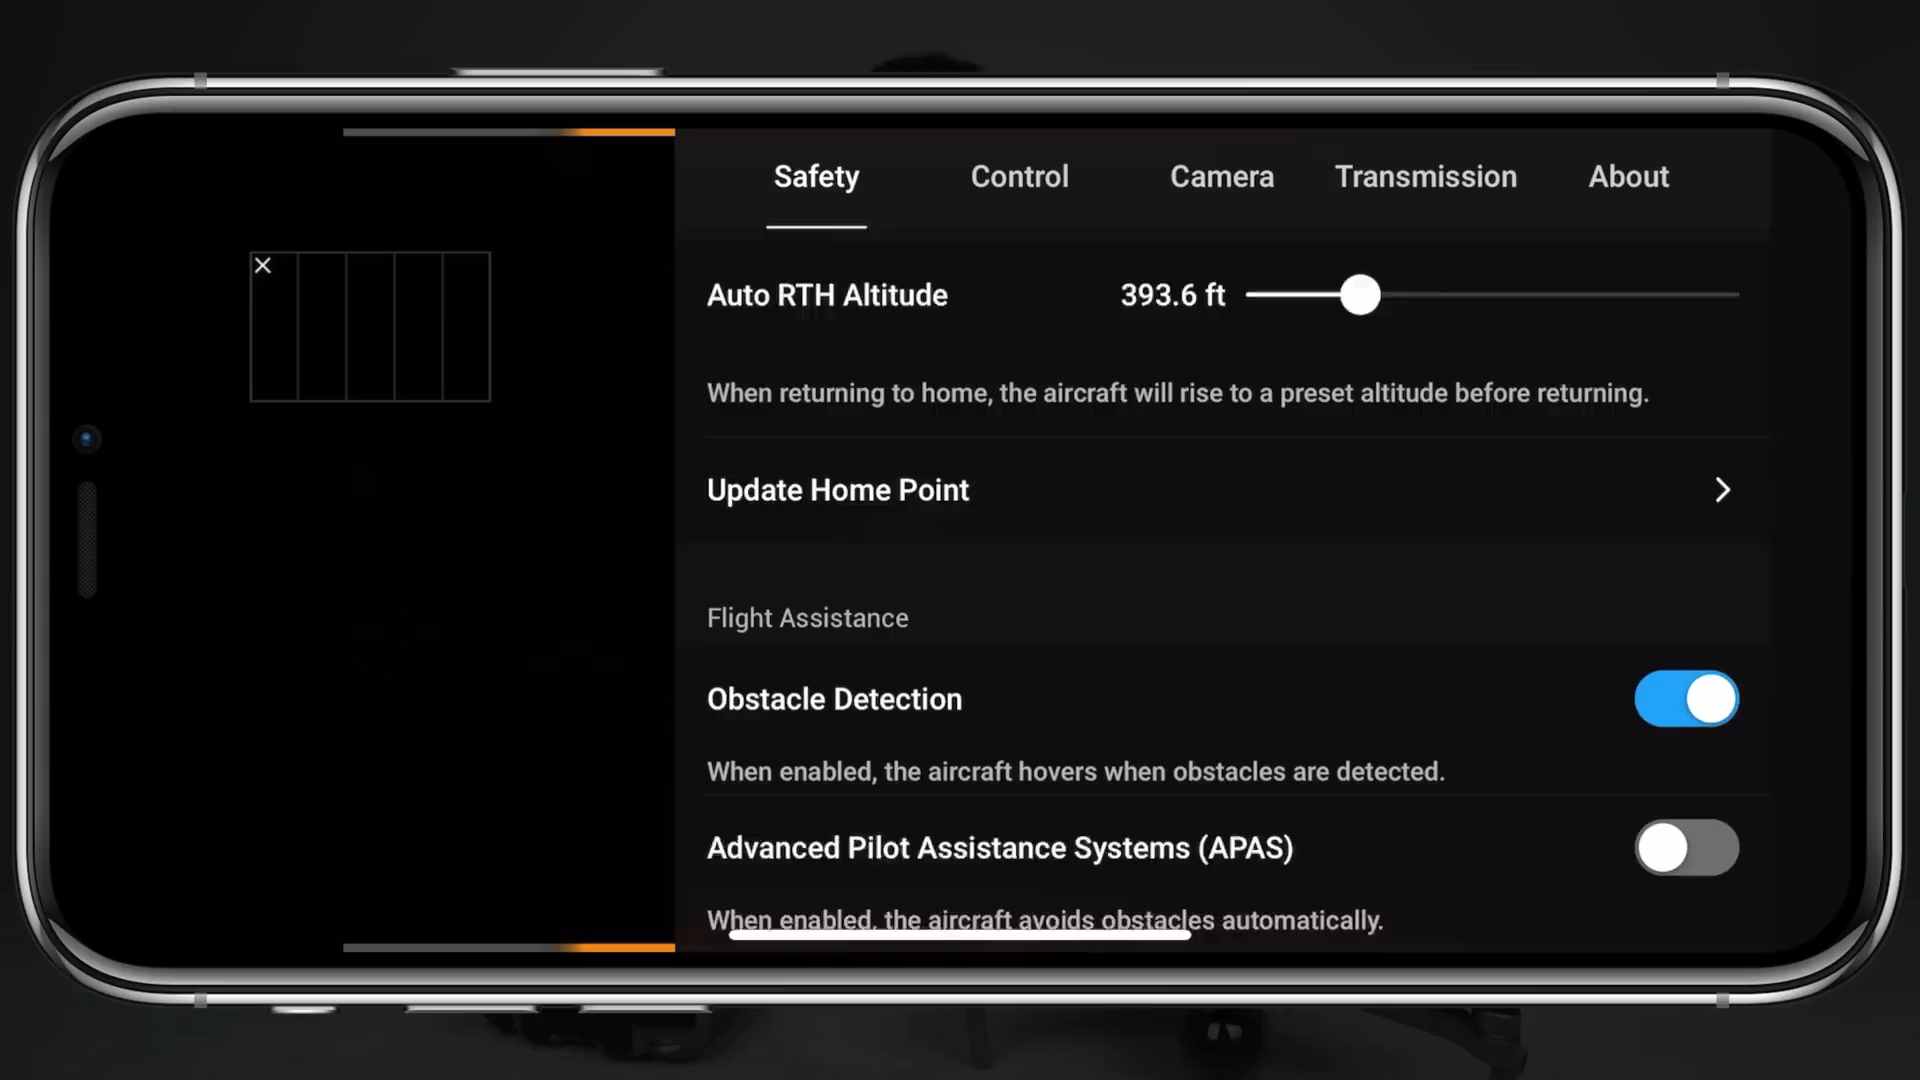 Safety Control Camera Transmission About
Auto RTH Altitude 393.6 ft
When returning to home, the aircraft will rise to a preset altitude before returning.
Update Home Point
Flight Assistance
Obstacle Detection
When enabled, the aircraft hovers when obstacles are detected.
Advanced Pilot Assistance Systems (APAS)
When enabled, the aircraft avoids obstacles automatically.